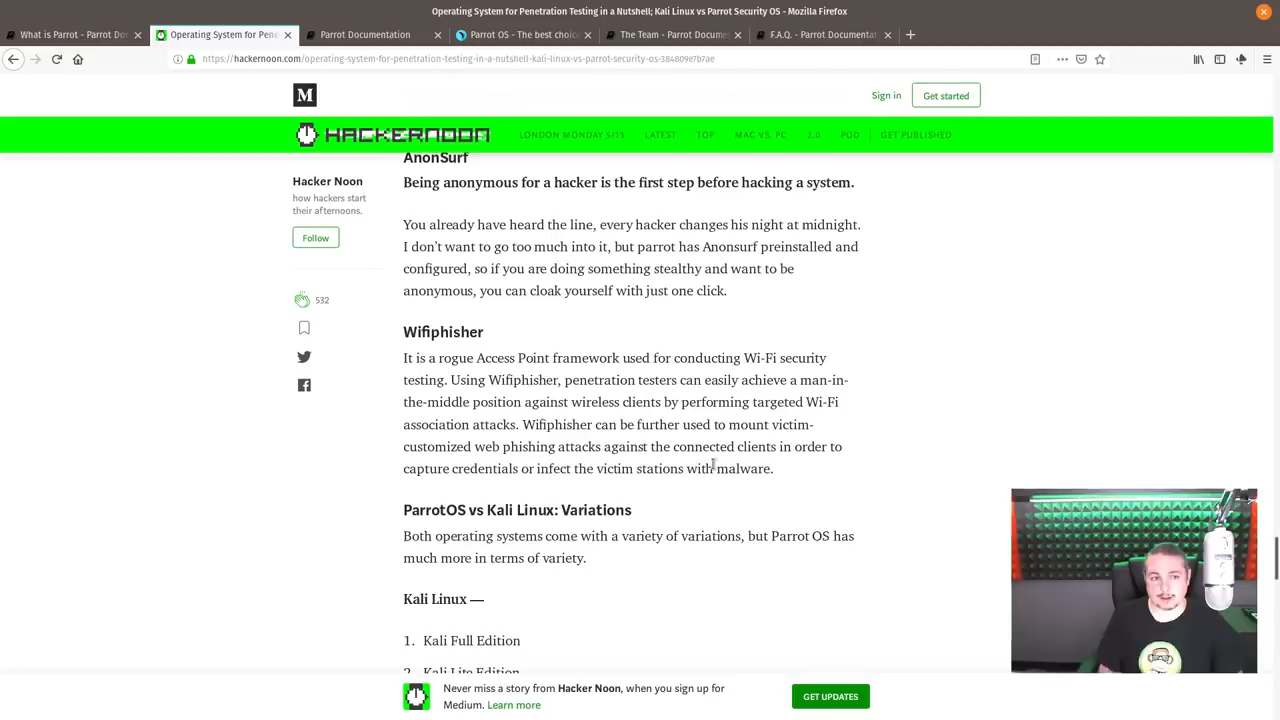 Operating System for Penetration Testing in a Nutshell; Kali Linux vs Parrot Security OS - Mozilla Firefox
What is Parrot - Parrot Do
Operating System for Pene
Parrot Documentation
Parrot OS - The best choic
The Team - Parrot Docume
F.A.Q. - Parrot Documentat
https://hackernoon.com/operating-system-for-penetration-testing-in-a-nutshell-kali-linux-vs-parrot-security-os-384809e7b7ae
M
Sign in
Get started
HACKERNOON
LONDON MONDAY 5/13
LATEST
TOP
MAC VS. PC
2.0
POD
GET PUBLISHED
Hacker Noon
how hackers start
their afternoons.
Follow
532
AnonSurf
Being anonymous for a hacker is the first step before hacking a system.
You already have heard the line, every hacker changes his night at midnight.
I don't want to go too much into it, but parrot has Anonsurf preinstalled and
configured, so if you are doing something stealthy and want to be
anonymous, you can cloak yourself with just one click.
Wifiphisher
It is a rogue Access Point framework used for conducting Wi-Fi security
testing. Using Wifiphisher, penetration testers can easily achieve a man-in-
the-middle position against wireless clients by performing targeted Wi-Fi
association attacks. Wifiphisher can be further used to mount victim-
customized web phishing attacks against the connected clients in order to
capture credentials or infect the victim stations with malware.
ParrotOS vs Kali Linux: Variations
Both operating systems come with a variety of variations, but Parrot OS has
much more in terms of variety.
Kali Linux —
1. Kali Full Edition
2. Kali Lite Edition
Never miss a story from Hacker Noon, when you sign up for
Medium. Learn more
GET UPDATES